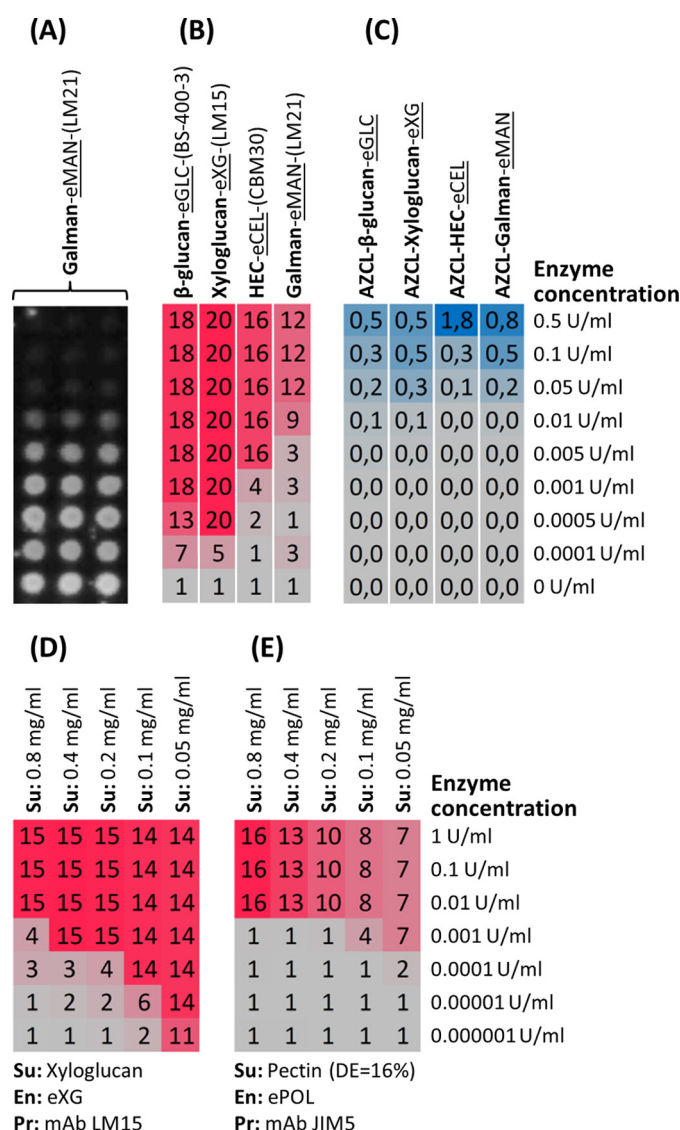 (A)
(B)
(C)
Galman-eMAN-(LM21)
β-glucan-eGLC-(BS-400-3)
Xyloglucan-eXG-(LM15)
HEC-eCEL-(CBM30)
Galman-eMAN-(LM21)
AZCL-β-glucan-eGLC
AZCL-Xyloglucan-eXG
AZCL-HEC-eCEL
AZCL-Galman-eMAN
Enzyme
concentration
18 20 16 12 0,5 0,5 1,8 0,8 0.5 U/ml
18 20 16 12 0,3 0,5 0,3 0,5 0.1 U/ml
18 20 16 12 0,2 0,3 0,1 0,2 0.05 U/ml
18 20 16 9 0,1 0,1 0,0 0,0 0.01 U/ml
18 20 16 3 0,0 0,0 0,0 0,0 0.005 U/ml
18 20 4 3 0,0 0,0 0,0 0,0 0.001 U/ml
13 20 2 1 0,0 0,0 0,0 0,0 0.0005 U/ml
7 5 1 3 0,0 0,0 0,0 0,0 0.0001 U/ml
1 1 1 1 0,0 0,0 0,0 0,0 0 U/ml
(D)
(E)
Su: 0.8 mg/ml
Su: 0.4 mg/ml
Su: 0.2 mg/ml
Su: 0.1 mg/ml
Su: 0.05 mg/ml
Su: 0.8 mg/ml
Su: 0.4 mg/ml
Su: 0.2 mg/ml
Su: 0.1 mg/ml
Su: 0.05 mg/ml
Enzyme
concentration
15 15 15 14 14 16 13 10 8 7 1 U/ml
15 15 15 14 14 16 13 10 8 7 0.1 U/ml
15 15 15 14 14 16 13 10 8 7 0.01 U/ml
4 15 15 14 14 1 1 1 4 7 0.001 U/ml
3 3 4 14 14 1 1 1 1 2 0.0001 U/ml
1 2 2 6 14 1 1 1 1 1 0.00001 U/ml
1 1 1 2 11 1 1 1 1 1 0.000001 U/ml
Su: Xyloglucan
En: eXG
Pr: mAb LM15
Su: Pectin (DE=16%)
En: ePOL
Pr: mAb JIM5